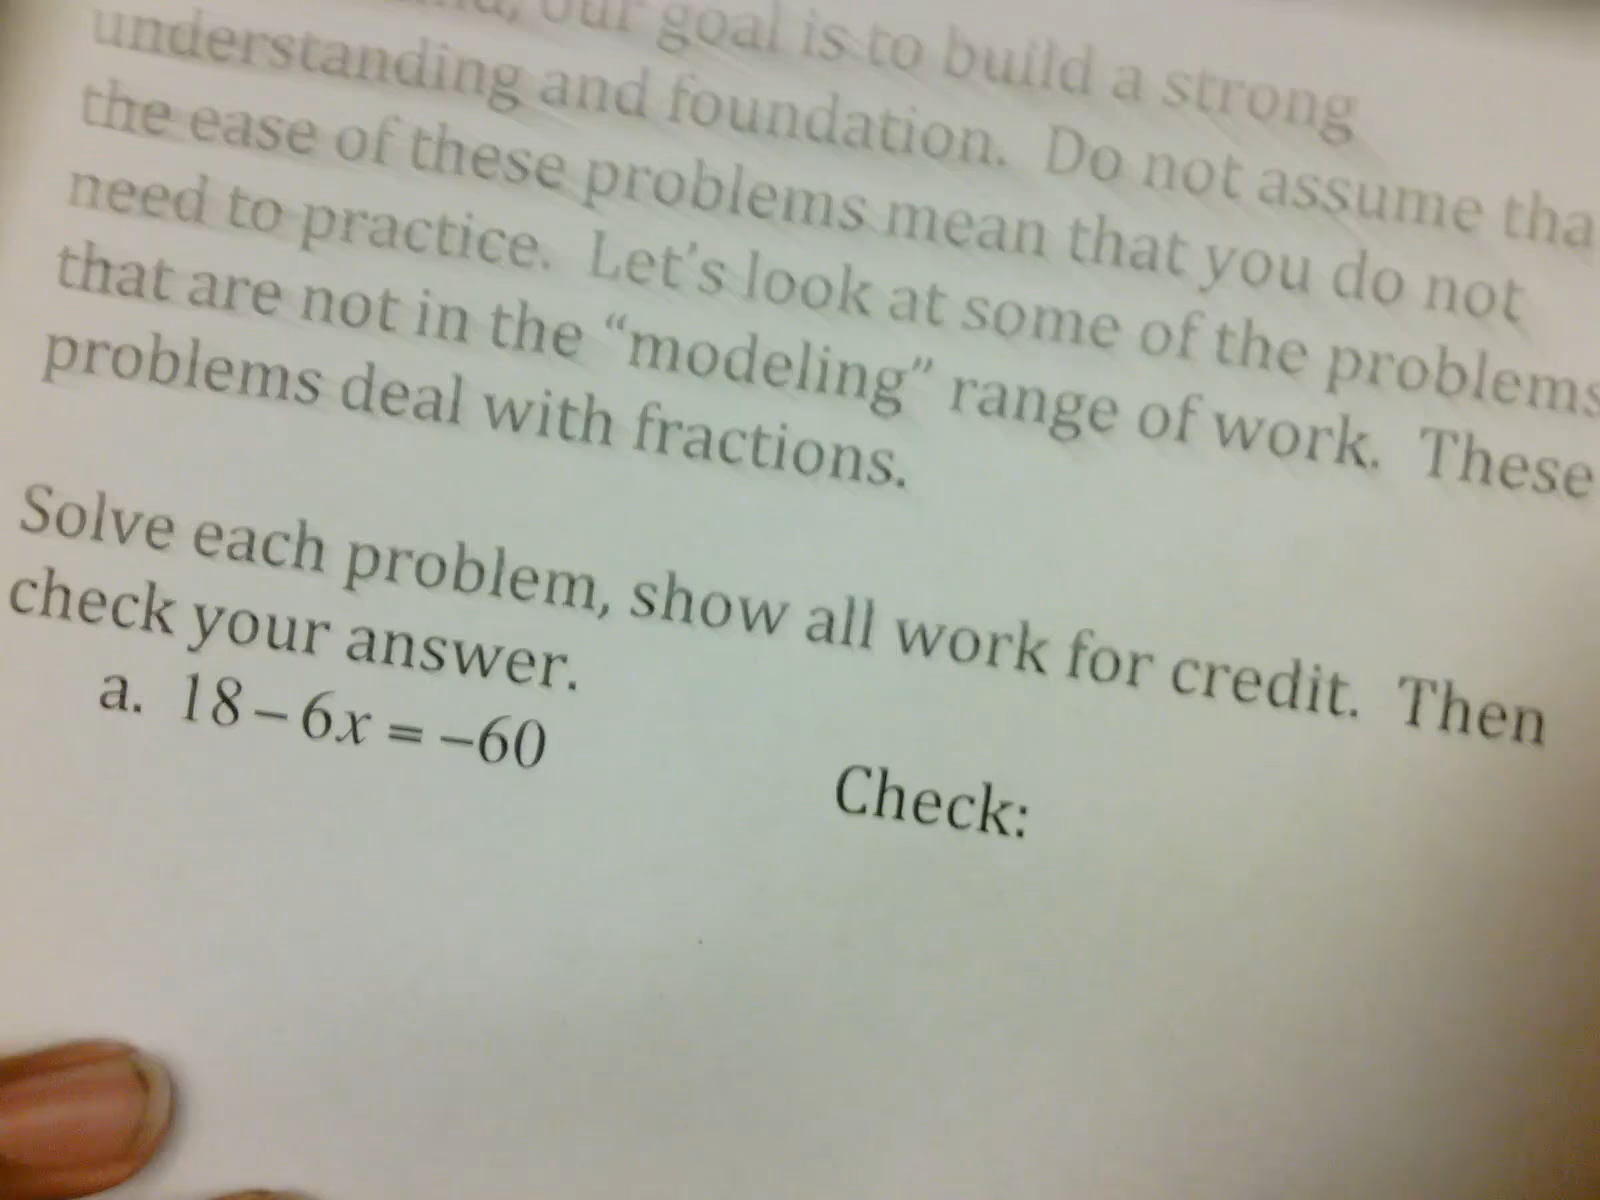 our goal is to build a strong
understanding and foundation. Do not assume tha
the ease of these problems mean that you do not
need to practice. Let's look at some of the problems
that are not in the “modeling” range of work. These
problems deal with fractions.
Solve each problem, show all work for credit. Then
check your answer.
a. 18 – 6x = –60
Check: